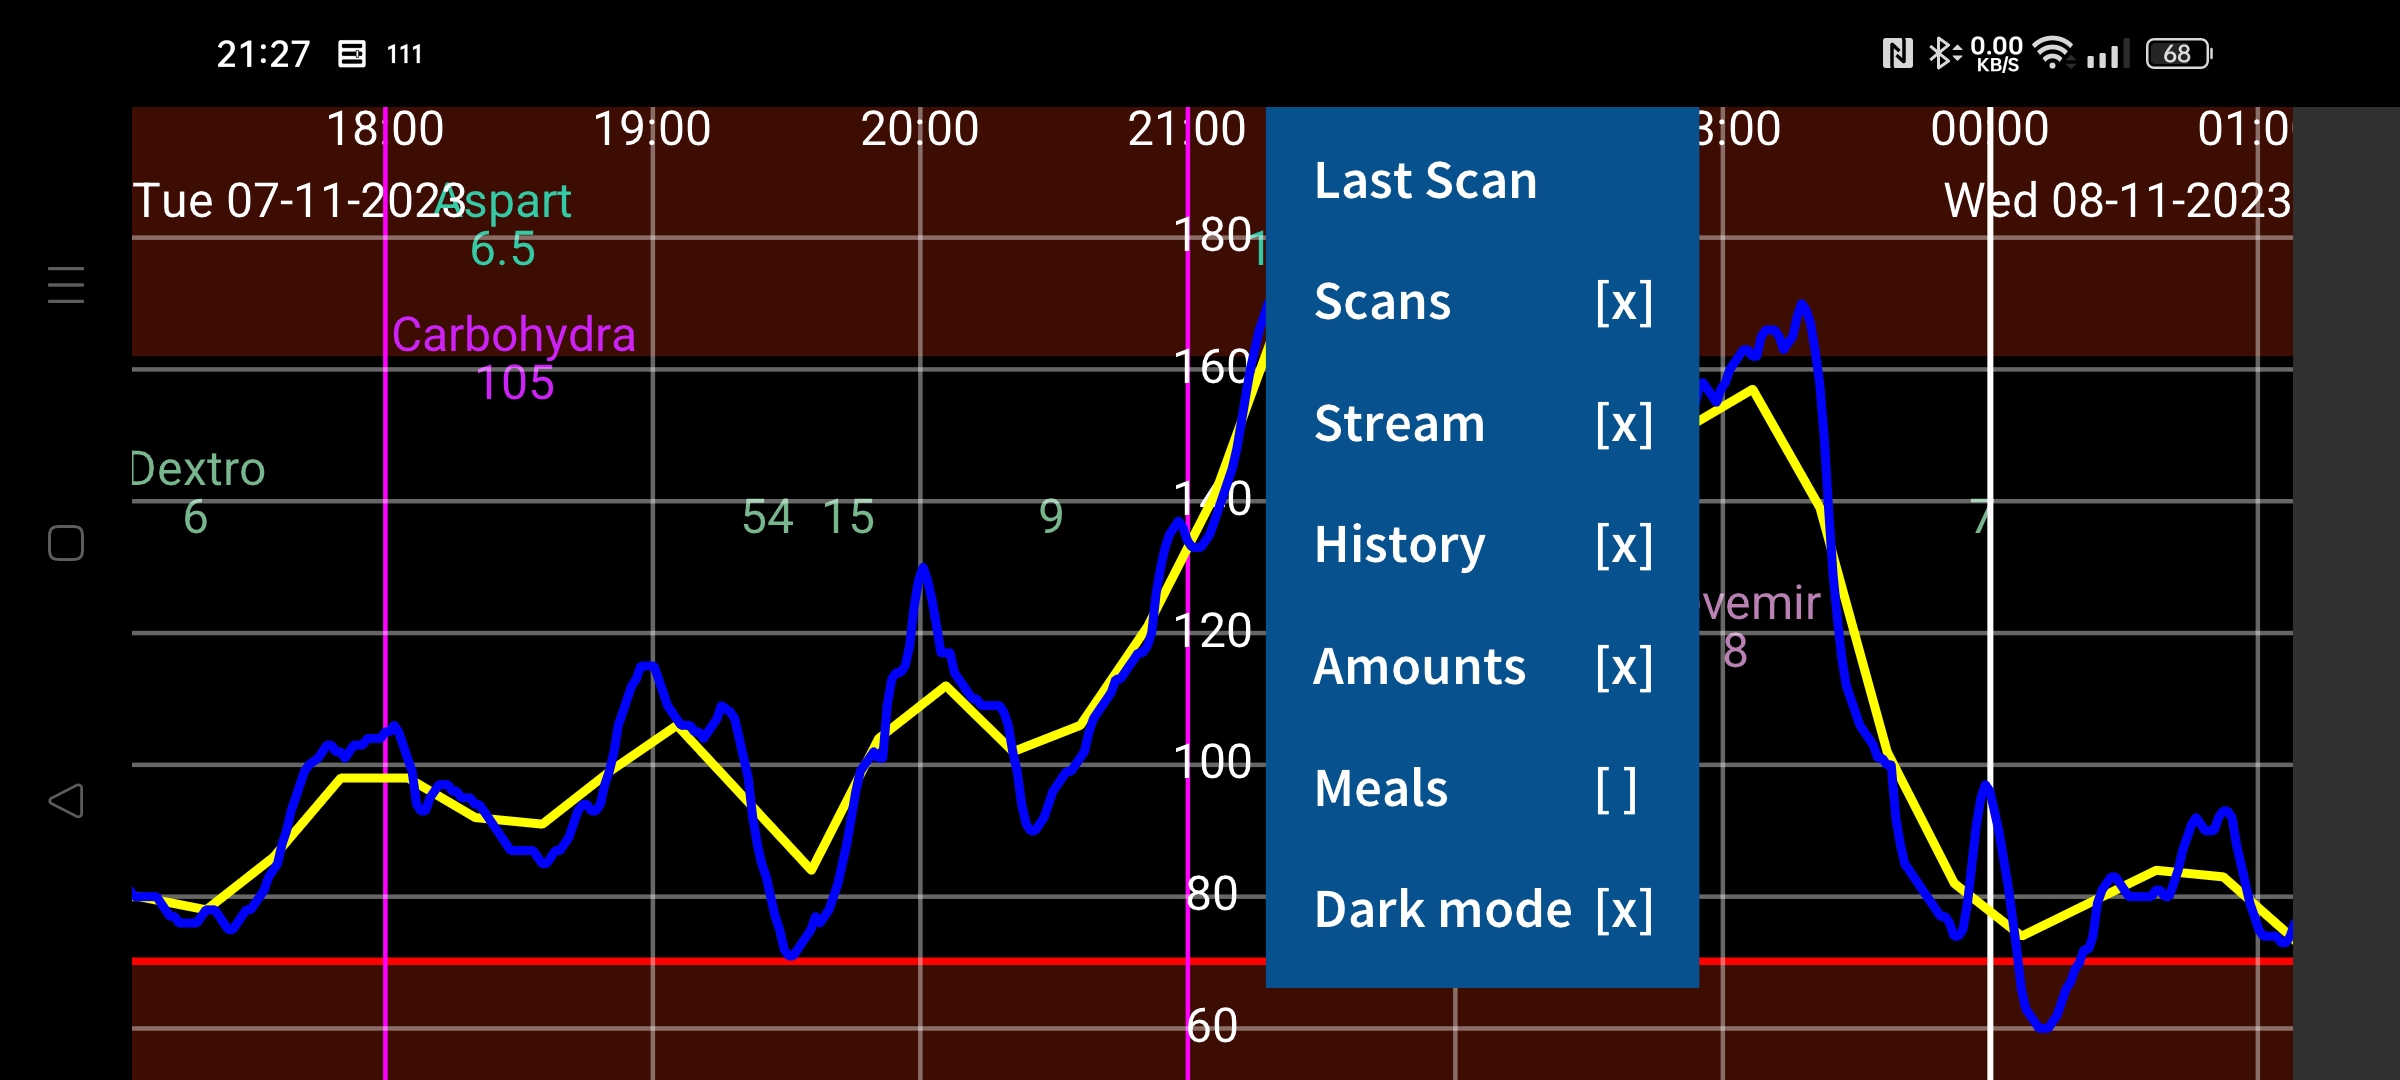 21:27 111 0.00 KB/S 68
18:00 19:00 20:00 21:00 3:00 00:00 01:0
Tue 07-11-2023 Aspart Wed 08-11-2023
6.5
180 1
Carbohydra
160
105
Dextro
140
6 54 15 9 7
vemir
120
8
100
80
60
Last Scan
Scans [x]
Stream [x]
History [x]
Amounts [x]
Meals [ ]
Dark mode [x]